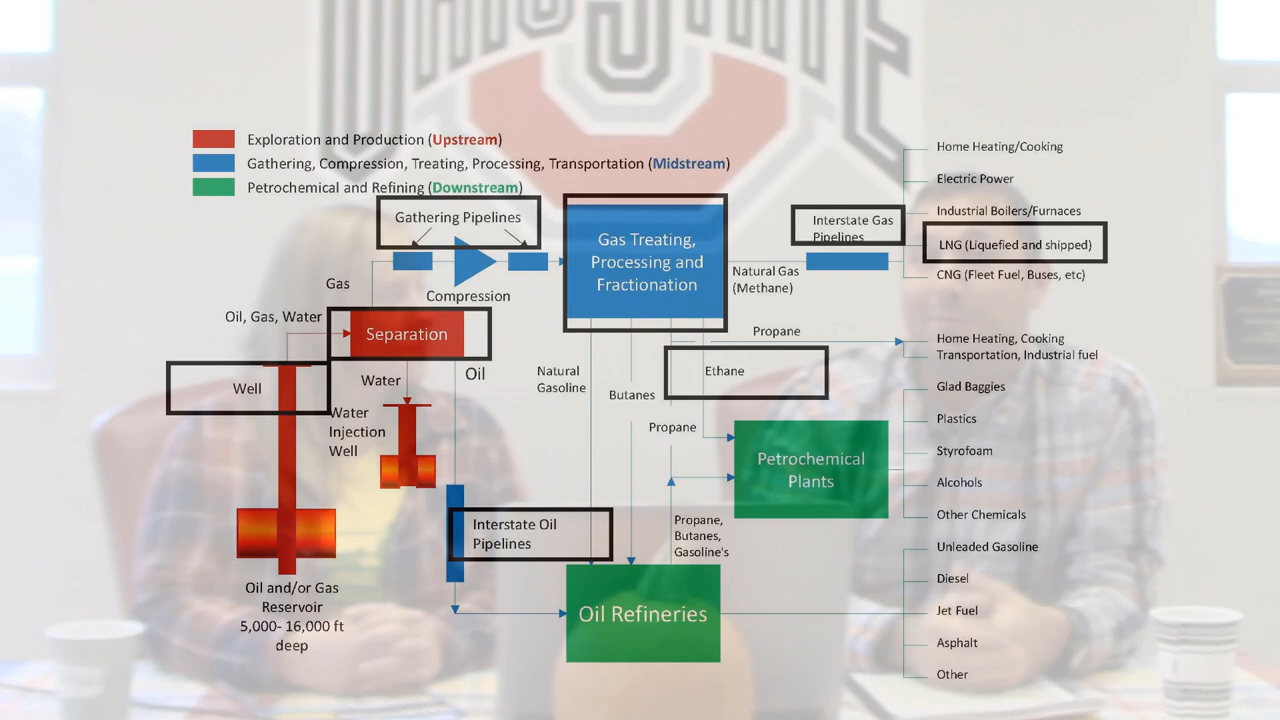 OHIO STATE
Exploration and Production (Upstream)
Gathering, Compression, Treating, Processing, Transportation (Midstream)
Petrochemical and Refining (Downstream)
Gathering Pipelines
Gas
Compression
Gas Treating,
Processing and
Fractionation
Natural Gas
(Methane)
Interstate Gas
Pipelines
Home Heating/Cooking
Electric Power
Industrial Boilers/Furnaces
LNG (Liquefied and shipped)
CNG (Fleet Fuel, Buses, etc)
Oil, Gas, Water
Separation
Well
Water
Oil
Water
Injection
Well
Natural
Gasoline
Butanes
Propane
Ethane
Propane
Home Heating, Cooking
Transportation, Industrial fuel
Petrochemical
Plants
Glad Baggies
Plastics
Styrofoam
Alcohols
Other Chemicals
Interstate Oil
Pipelines
Propane,
Butanes,
Gasoline's
Oil Refineries
Unleaded Gasoline
Diesel
Jet Fuel
Asphalt
Other
Oil and/or Gas
Reservoir
5,000- 16,000 ft
deep